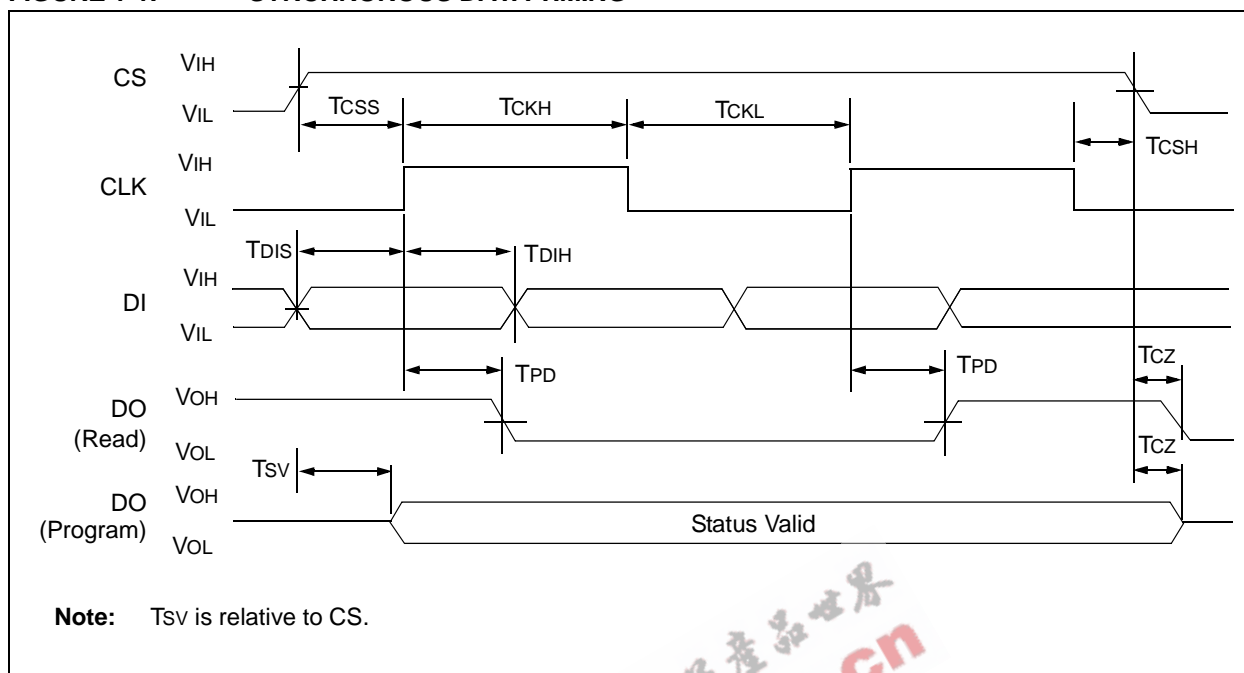 CS VIH
VIL
TCSS TCKH TCKL TCSH
CLK VIH
VIL
TDIS TDIH
DI VIH
VIL
TPD TPD TCZ
DO
(Read) VOH
VOL
TSV TCZ
DO
(Program) VOH
VOL
Status Valid
Note: TSV is relative to CS.
cn